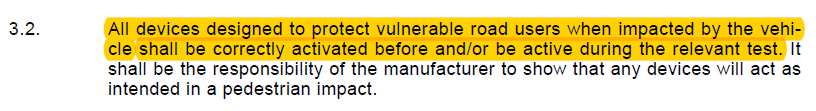 3.2. All devices designed to protect vulnerable road users when impacted by the vehi-
cle shall be correctly activated before and/or be active during the relevant test. It
shall be the responsibility of the manufacturer to show that any devices will act as
intended in a pedestrian impact.